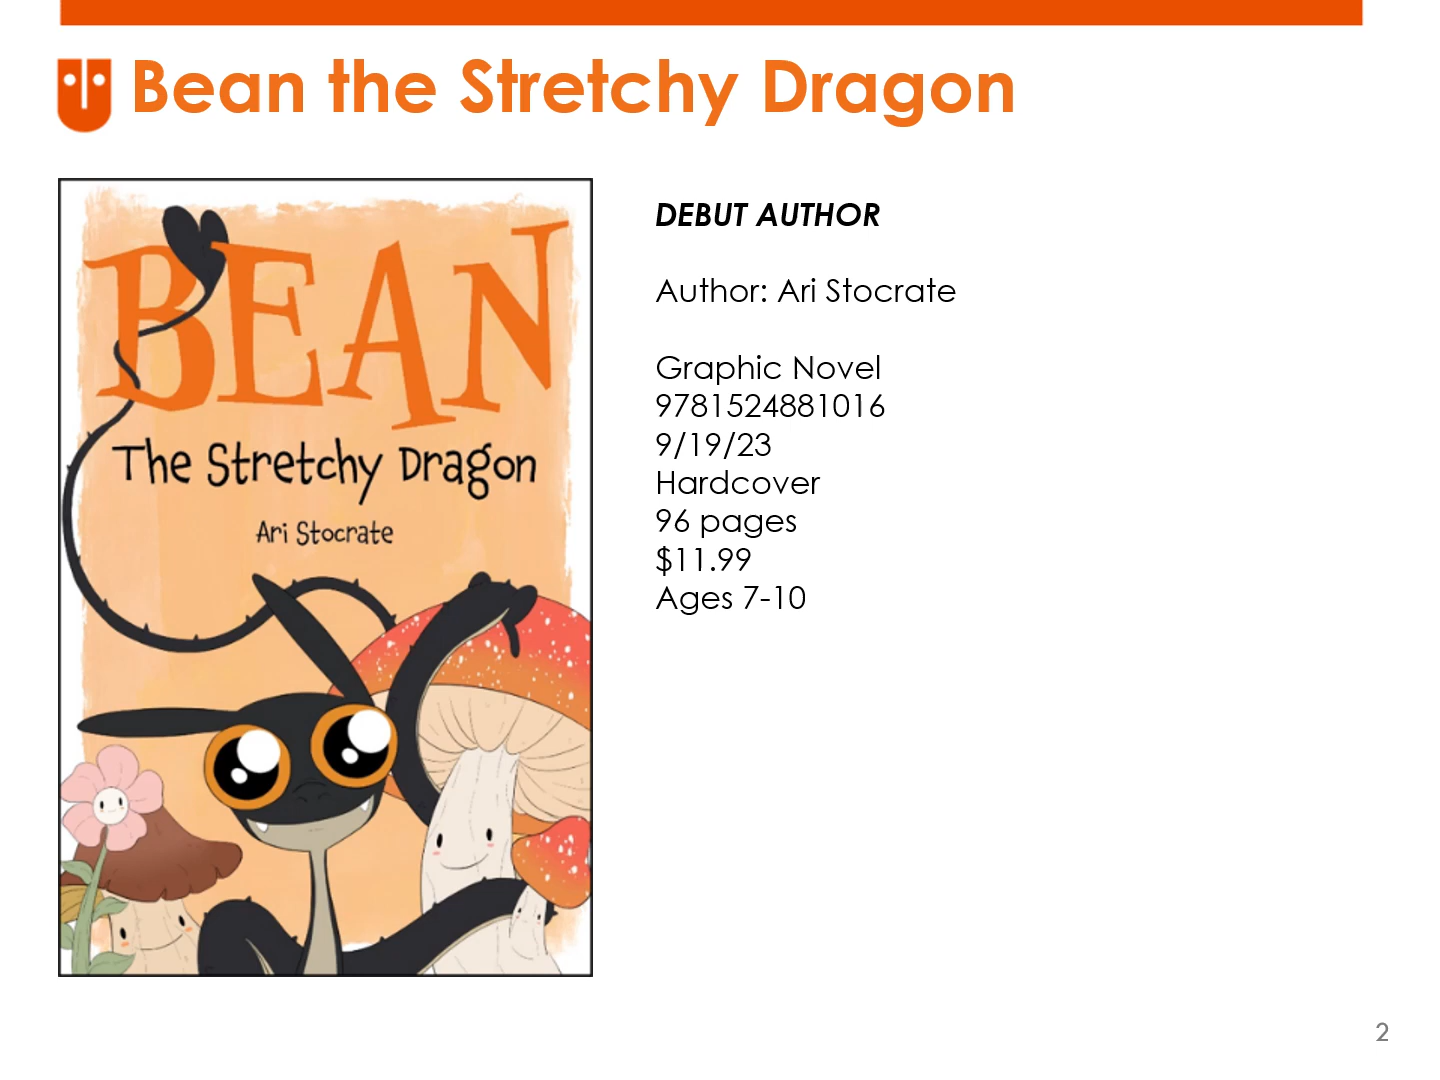 Bean the Stretchy Dragon
BEAN
The Stretchy Dragon
Ari Stocrate
DEBUT AUTHOR
Author: Ari Stocrate
Graphic Novel
9781524881016
9/19/23
Hardcover
96 pages
$11.99
Ages 7-10
2